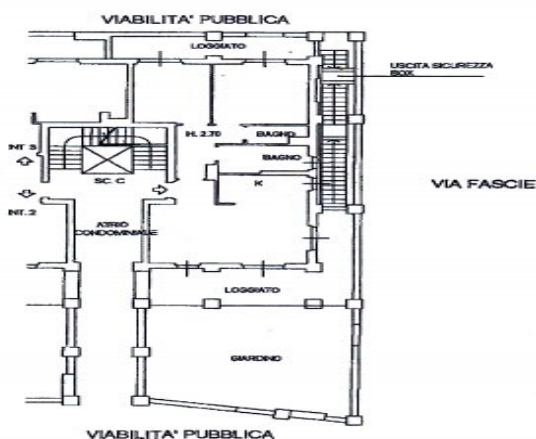 VIABILITA' PUBBLICA
LOGGIATO
USCITA SICUREZZA
BOX
H. 2.70
BAGNO
INT 3
BAGNO
SC. C
K
VIA FASCIE
INT. 2
ATRIO
CONDOMINIALE
LOGGIATO
GIARDINO
VIABILITA' PUBBLICA